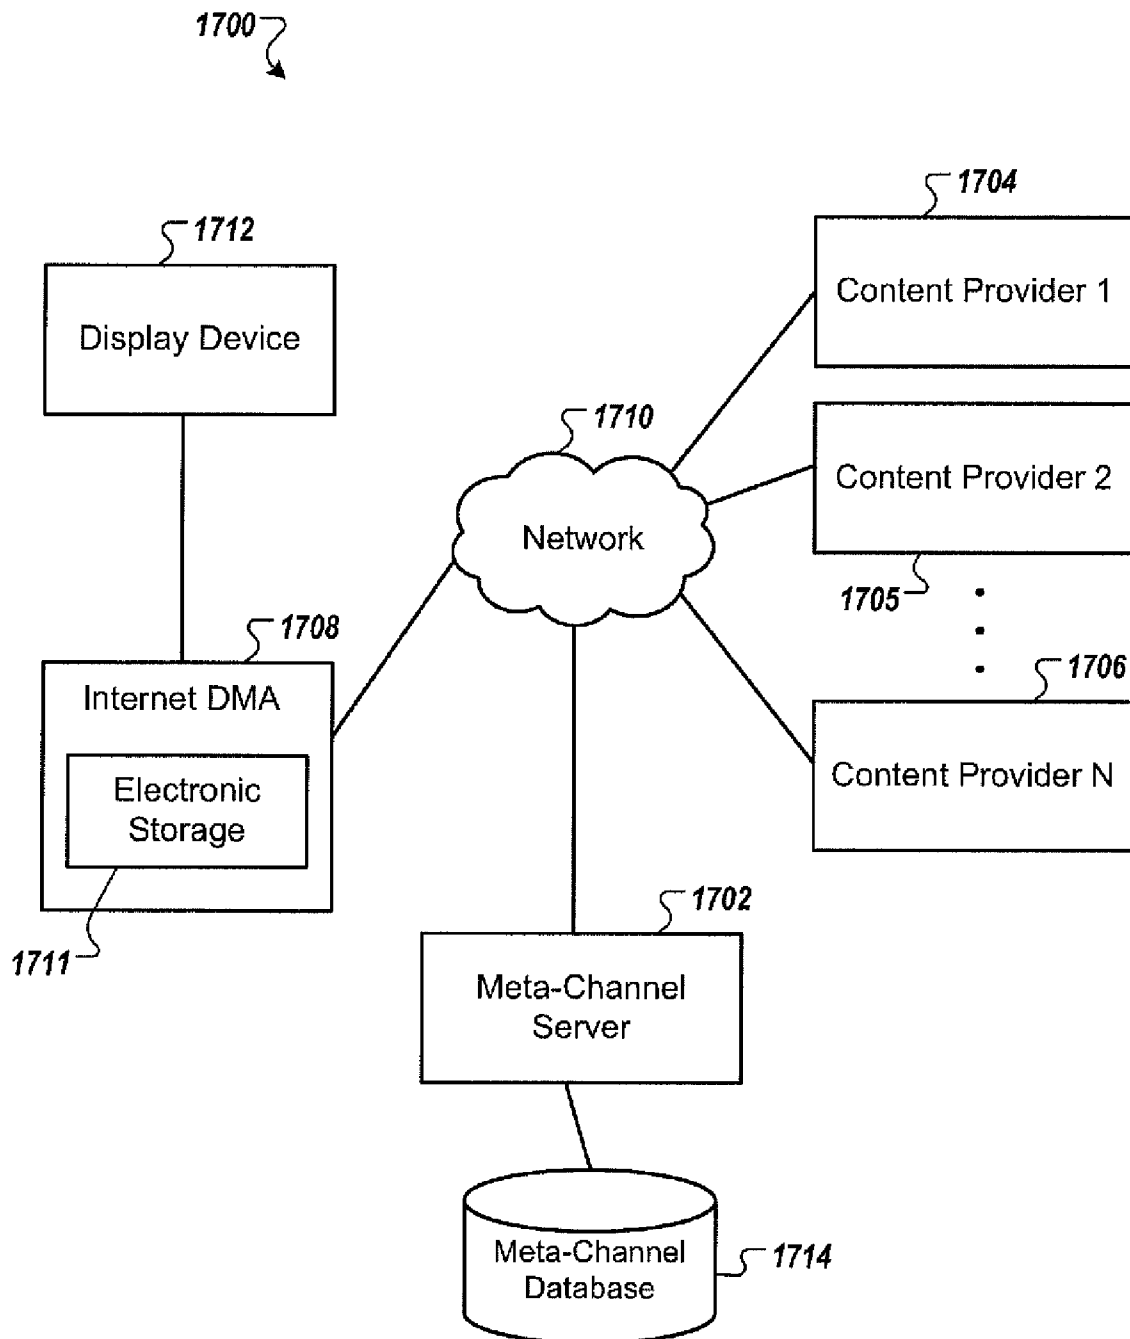 1700
1704
1712
Content Provider 1
Display Device
1710
Content Provider 2
Network
1705
1708
1706
Internet DMA
Content Provider N
Electronic
Storage
1702
1711
Meta-Channel
Server
Meta-Channel
Database
1714